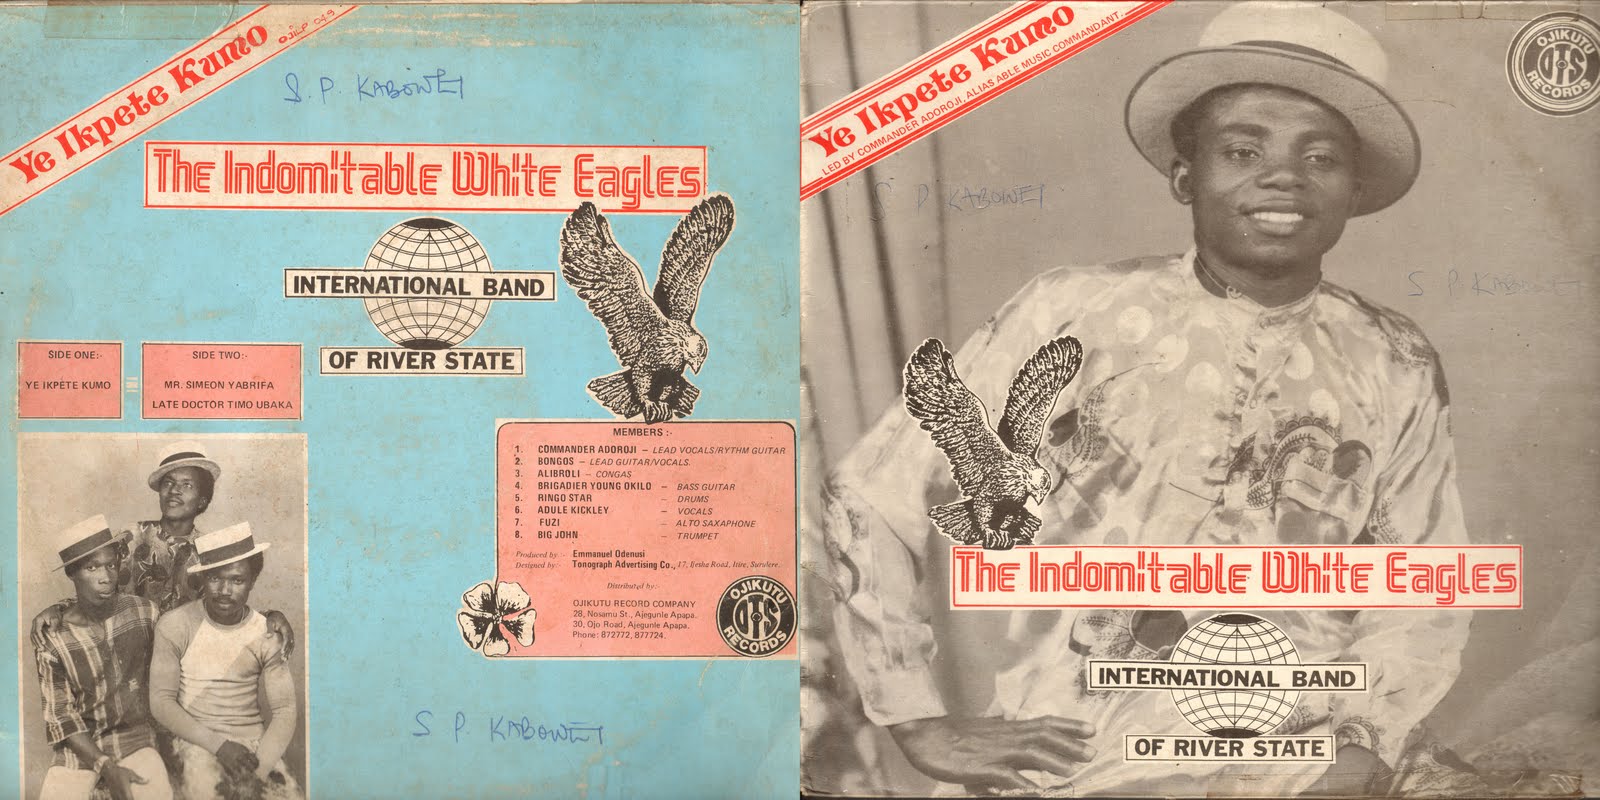 Ye Ikpete Kumo
OJILP 049
S. P. KABOWEI
The Indomitable White Eagles
INTERNATIONAL BAND
OF RIVER STATE
SIDE ONE:-
YE IKPETE KUMO
SIDE TWO:-
MR. SIMEON YABRIFA
LATE DOCTOR TIMO UBAKA
MEMBERS :-
1. COMMANDER ADOROJI – LEAD VOCALS/RYTHM GUITAR
2. BONGOS – LEAD GUITAR/VOCALS.
3. ALIBROLI – CONGAS
4. BRIGADIER YOUNG OKILO – BASS GUITAR
5. RINGO STAR – DRUMS
6. ADULE KICKLEY – VOCALS
7. FUZI – ALTO SAXAPHONE
8. BIG JOHN – TRUMPET
Produced by:- Emmanuel Odenusi
Designed by:- Tonograph Advertising Co., 17, Ijesha Road, Itire, Surulere.
Distributed by:-
OJIKUTU RECORD COMPANY
28, Nosamu St., Ajegunle Apapa.
30, Ojo Road, Ajegunle Apapa.
Phone: 872772, 877724.
OJIKUTU
OJS
RECORDS
S P. KABOWEI
Ye Ikpete Kumo
LED BY COMMANDER ADOROJI, ALIAS ABLE MUSIC COMMANDANT.
OJIKUTU
OJS
RECORDS
S P KABOWEI
S P. KABOWEI
The Indomitable White Eagles
INTERNATIONAL BAND
OF RIVER STATE